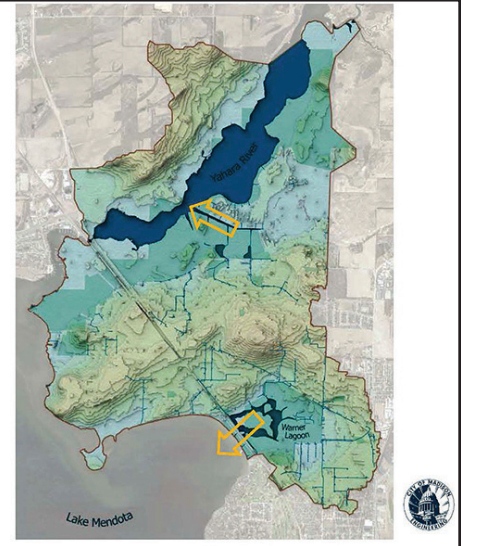 Yahara River
Warner
Lagoon
Lake Mendota
CITY OF MADISON
ENGINEERING